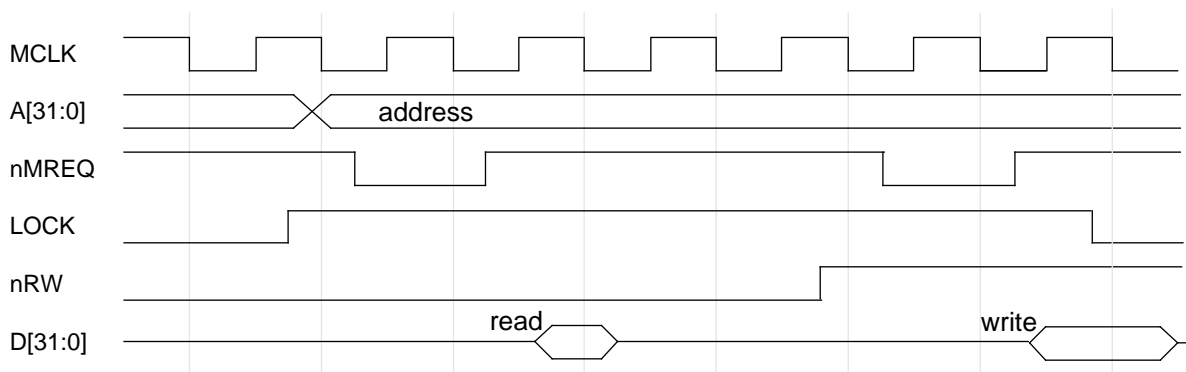 MCLK
A[31:0]
address
nMREQ
LOCK
nRW
read
write
D[31:0]